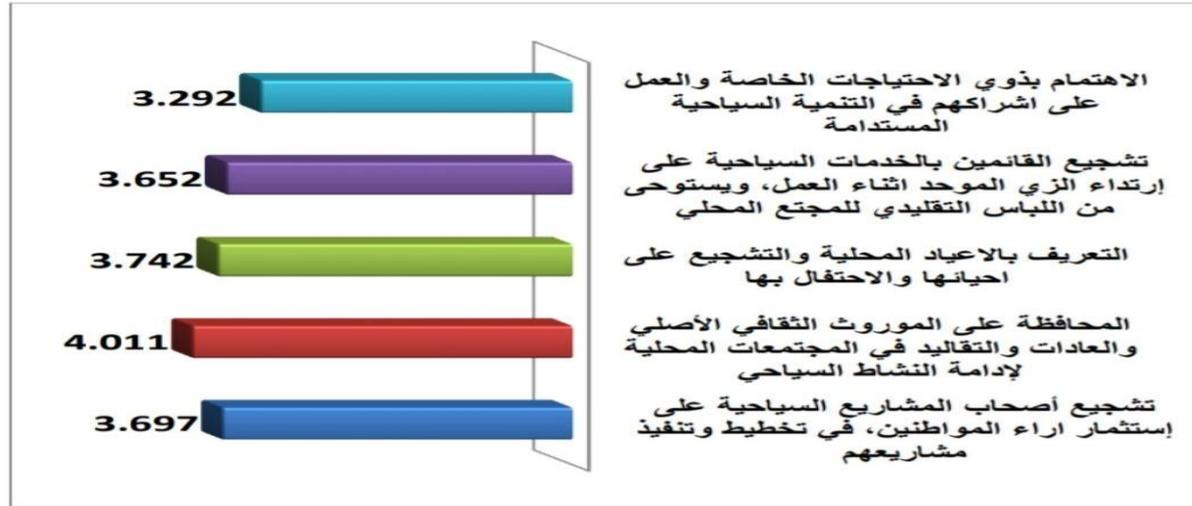 الاهتمام بذوي الاحتياجات الخاصة والعمل
على اشراكهم في التنمية السياحية
المستدامة
3.292
تشجيع القائمين بالخدمات السياحية على
إرتداء الزي الموحد اثناء العمل، ويستوحى
من اللباس التقليدي للمجتع المحلي
3.652
التعريف بالاعياد المحلية والتشجيع على
احيائها والاحتفال بها
3.742
المحافظة على الموروث الثقافي الأصلي
والعادات والتقاليد في المجتمعات المحلية
لإدامة النشاط السياحي
4.011
تشجيع أصحاب المشاريع السياحية على
إستثمار اراء المواطنين، في تخطيط وتنفيذ
مشاريعهم
3.697